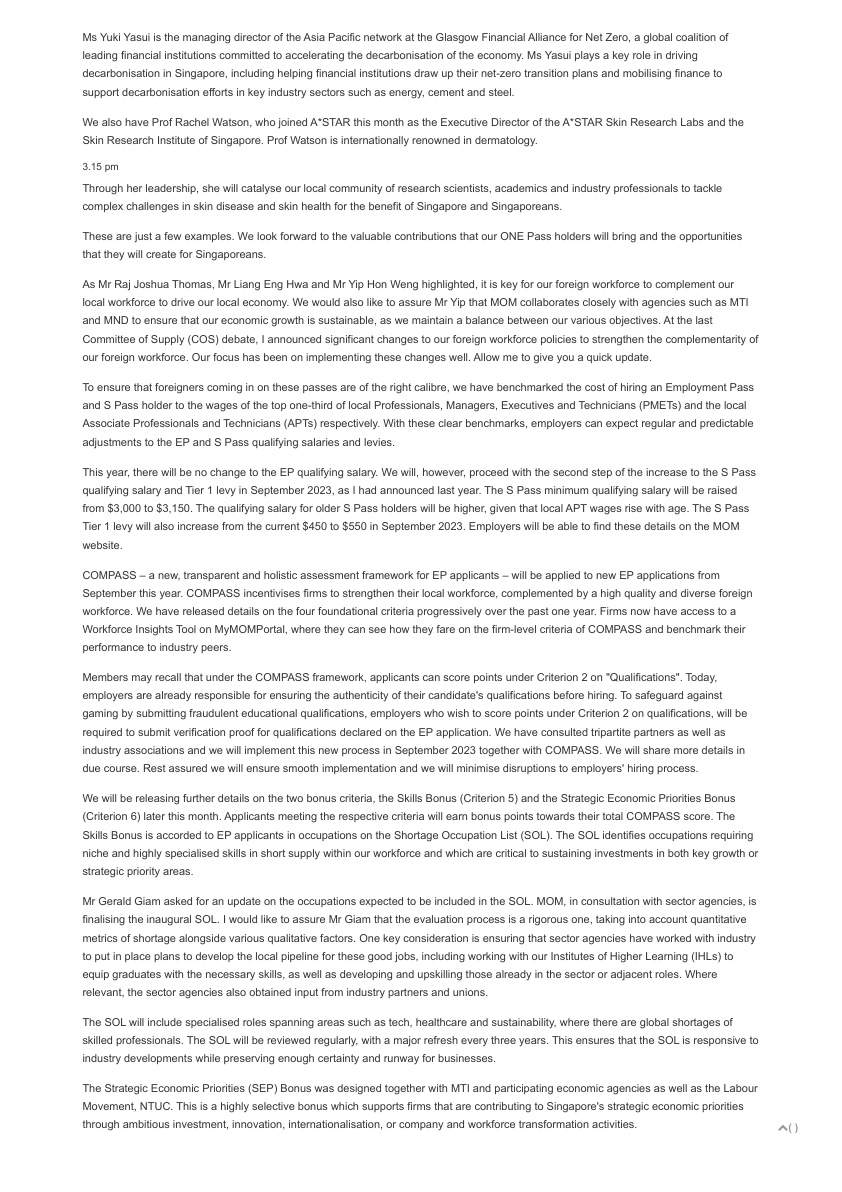 Ms Yuki Yasui is the managing director of the Asia Pacific network at the Glasgow Financial Alliance for Net Zero, a global coalition of
leading financial institutions committed to accelerating the decarbonisation of the economy. Ms Yasui plays a key role in driving
decarbonisation in Singapore, including helping financial institutions draw up their net-zero transition plans and mobilising finance to
support decarbonisation efforts in key industry sectors such as energy, cement and steel.
We also have Prof Rachel Watson, who joined A*STAR this month as the Executive Director of the A*STAR Skin Research Labs and the
Skin Research Institute of Singapore. Prof Watson is internationally renowned in dermatology.
3.15 pm
Through her leadership, she will catalyse our local community of research scientists, academics and industry professionals to tackle
complex challenges in skin disease and skin health for the benefit of Singapore and Singaporeans.
These are just a few examples. We look forward to the valuable contributions that our ONE Pass holders will bring and the opportunities
that they will create for Singaporeans.
As Mr Raj Joshua Thomas, Mr Liang Eng Hwa and Mr Yip Hon Weng highlighted, it is key for our foreign workforce to complement our
local workforce to drive our local economy. We would also like to assure Mr Yip that MOM collaborates closely with agencies such as MTI
and MND to ensure that our economic growth is sustainable, as we maintain a balance between our various objectives. At the last
Committee of Supply (COS) debate, I announced significant changes to our foreign workforce policies to strengthen the complementarity of
our foreign workforce. Our focus has been on implementing these changes well. Allow me to give you a quick update.
To ensure that foreigners coming in on these passes are of the right calibre, we have benchmarked the cost of hiring an Employment Pass
and S Pass holder to the wages of the top one-third of local Professionals, Managers, Executives and Technicians (PMETs) and the local
Associate Professionals and Technicians (APTs) respectively. With these clear benchmarks, employers can expect regular and predictable
adjustments to the EP and S Pass qualifying salaries and levies.
This year, there will be no change to the EP qualifying salary. We will, however, proceed with the second step of the increase to the S Pass
qualifying salary and Tier 1 levy in September 2023, as I had announced last year. The S Pass minimum qualifying salary will be raised
from $3,000 to $3,150. The qualifying salary for older S Pass holders will be higher, given that local APT wages rise with age. The S Pass
Tier 1 levy will also increase from the current $450 to $550 in September 2023. Employers will be able to find these details on the MOM
website.
COMPASS – a new, transparent and holistic assessment framework for EP applicants – will be applied to new EP applications from
September this year. COMPASS incentivises firms to strengthen their local workforce, complemented by a high quality and diverse foreign
workforce. We have released details on the four foundational criteria progressively over the past one year. Firms now have access to a
Workforce Insights Tool on MyMOMPortal, where they can see how they fare on the firm-level criteria of COMPASS and benchmark their
performance to industry peers.
Members may recall that under the COMPASS framework, applicants can score points under Criterion 2 on "Qualifications". Today,
employers are already responsible for ensuring the authenticity of their candidate's qualifications before hiring. To safeguard against
gaming by submitting fraudulent educational qualifications, employers who wish to score points under Criterion 2 on qualifications, will be
required to submit verification proof for qualifications declared on the EP application. We have consulted tripartite partners as well as
industry associations and we will implement this new process in September 2023 together with COMPASS. We will share more details in
due course. Rest assured we will ensure smooth implementation and we will minimise disruptions to employers' hiring process.
We will be releasing further details on the two bonus criteria, the Skills Bonus (Criterion 5) and the Strategic Economic Priorities Bonus
(Criterion 6) later this month. Applicants meeting the respective criteria will earn bonus points towards their total COMPASS score. The
Skills Bonus is accorded to EP applicants in occupations on the Shortage Occupation List (SOL). The SOL identifies occupations requiring
niche and highly specialised skills in short supply within our workforce and which are critical to sustaining investments in both key growth or
strategic priority areas.
Mr Gerald Giam asked for an update on the occupations expected to be included in the SOL. MOM, in consultation with sector agencies, is
finalising the inaugural SOL. I would like to assure Mr Giam that the evaluation process is a rigorous one, taking into account quantitative
metrics of shortage alongside various qualitative factors. One key consideration is ensuring that sector agencies have worked with industry
to put in place plans to develop the local pipeline for these good jobs, including working with our Institutes of Higher Learning (IHLs) to
equip graduates with the necessary skills, as well as developing and upskilling those already in the sector or adjacent roles. Where
relevant, the sector agencies also obtained input from industry partners and unions.
The SOL will include specialised roles spanning areas such as tech, healthcare and sustainability, where there are global shortages of
skilled professionals. The SOL will be reviewed regularly, with a major refresh every three years. This ensures that the SOL is responsive to
industry developments while preserving enough certainty and runway for businesses.
The Strategic Economic Priorities (SEP) Bonus was designed together with MTI and participating economic agencies as well as the Labour
Movement, NTUC. This is a highly selective bonus which supports firms that are contributing to Singapore's strategic economic priorities
through ambitious investment, innovation, internationalisation, or company and workforce transformation activities.
( )